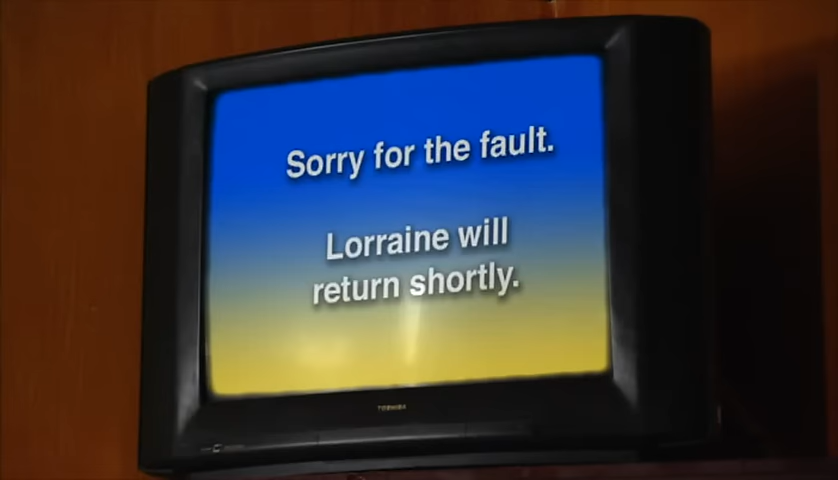 Sorry for the fault.
Lorraine will
return shortly.
TOSHIBA